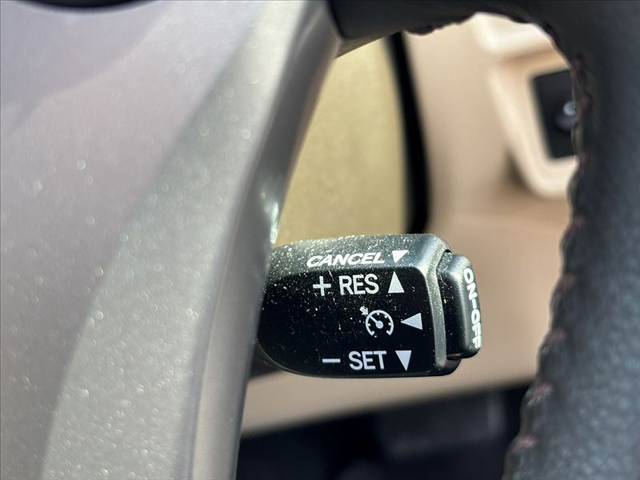 CANCEL ▼
+ RES ▲
◀
− SET ▼
ON-OFF